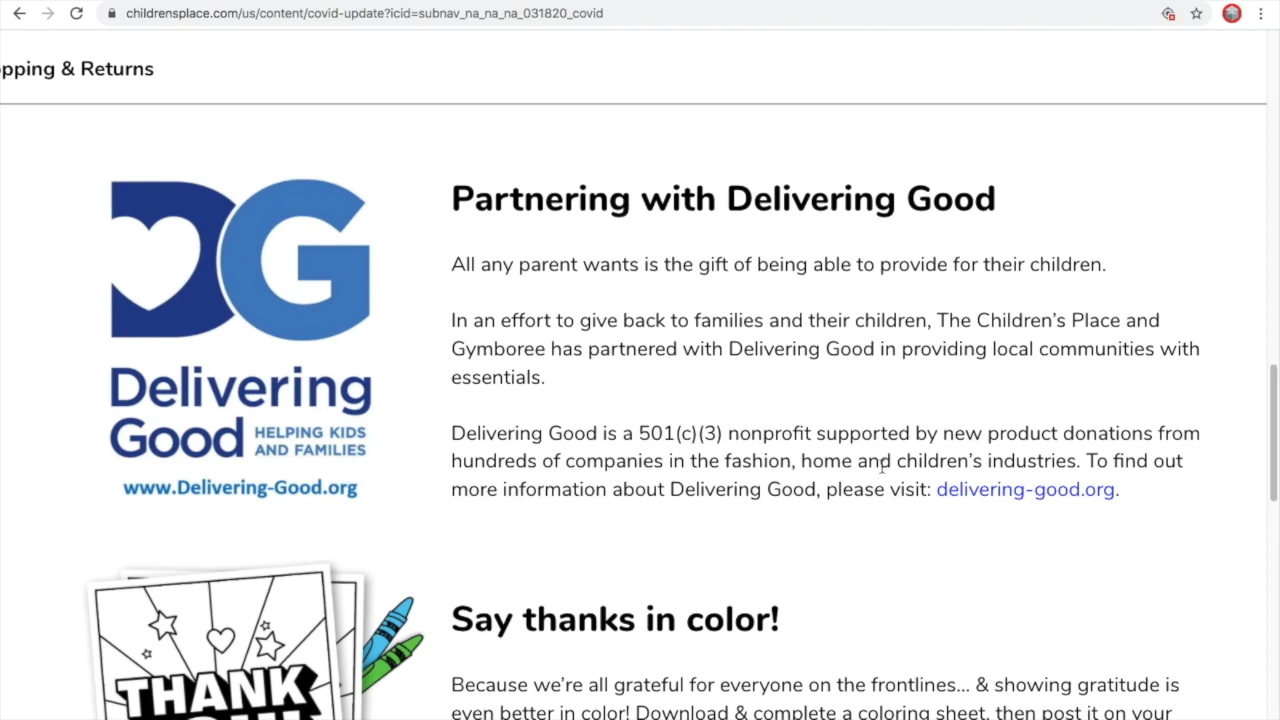 childrensplace.com/us/content/covid-update?icid=subnav_na_na_na_031820_covid
pping & Returns
DG
Partnering with Delivering Good
All any parent wants is the gift of being able to provide for their children.
In an effort to give back to families and their children, The Children's Place and
Gymboree has partnered with Delivering Good in providing local communities with
essentials.
Delivering
Good HELPING KIDS
AND FAMILIES
www.Delivering-Good.org
Delivering Good is a 501(c)(3) nonprofit supported by new product donations from
hundreds of companies in the fashion, home and children's industries. To find out
more information about Delivering Good, please visit: delivering-good.org.
THANK
Say thanks in color!
Because we're all grateful for everyone on the frontlines... & showing gratitude is
even better in color! Download & complete a coloring sheet, then post it on your